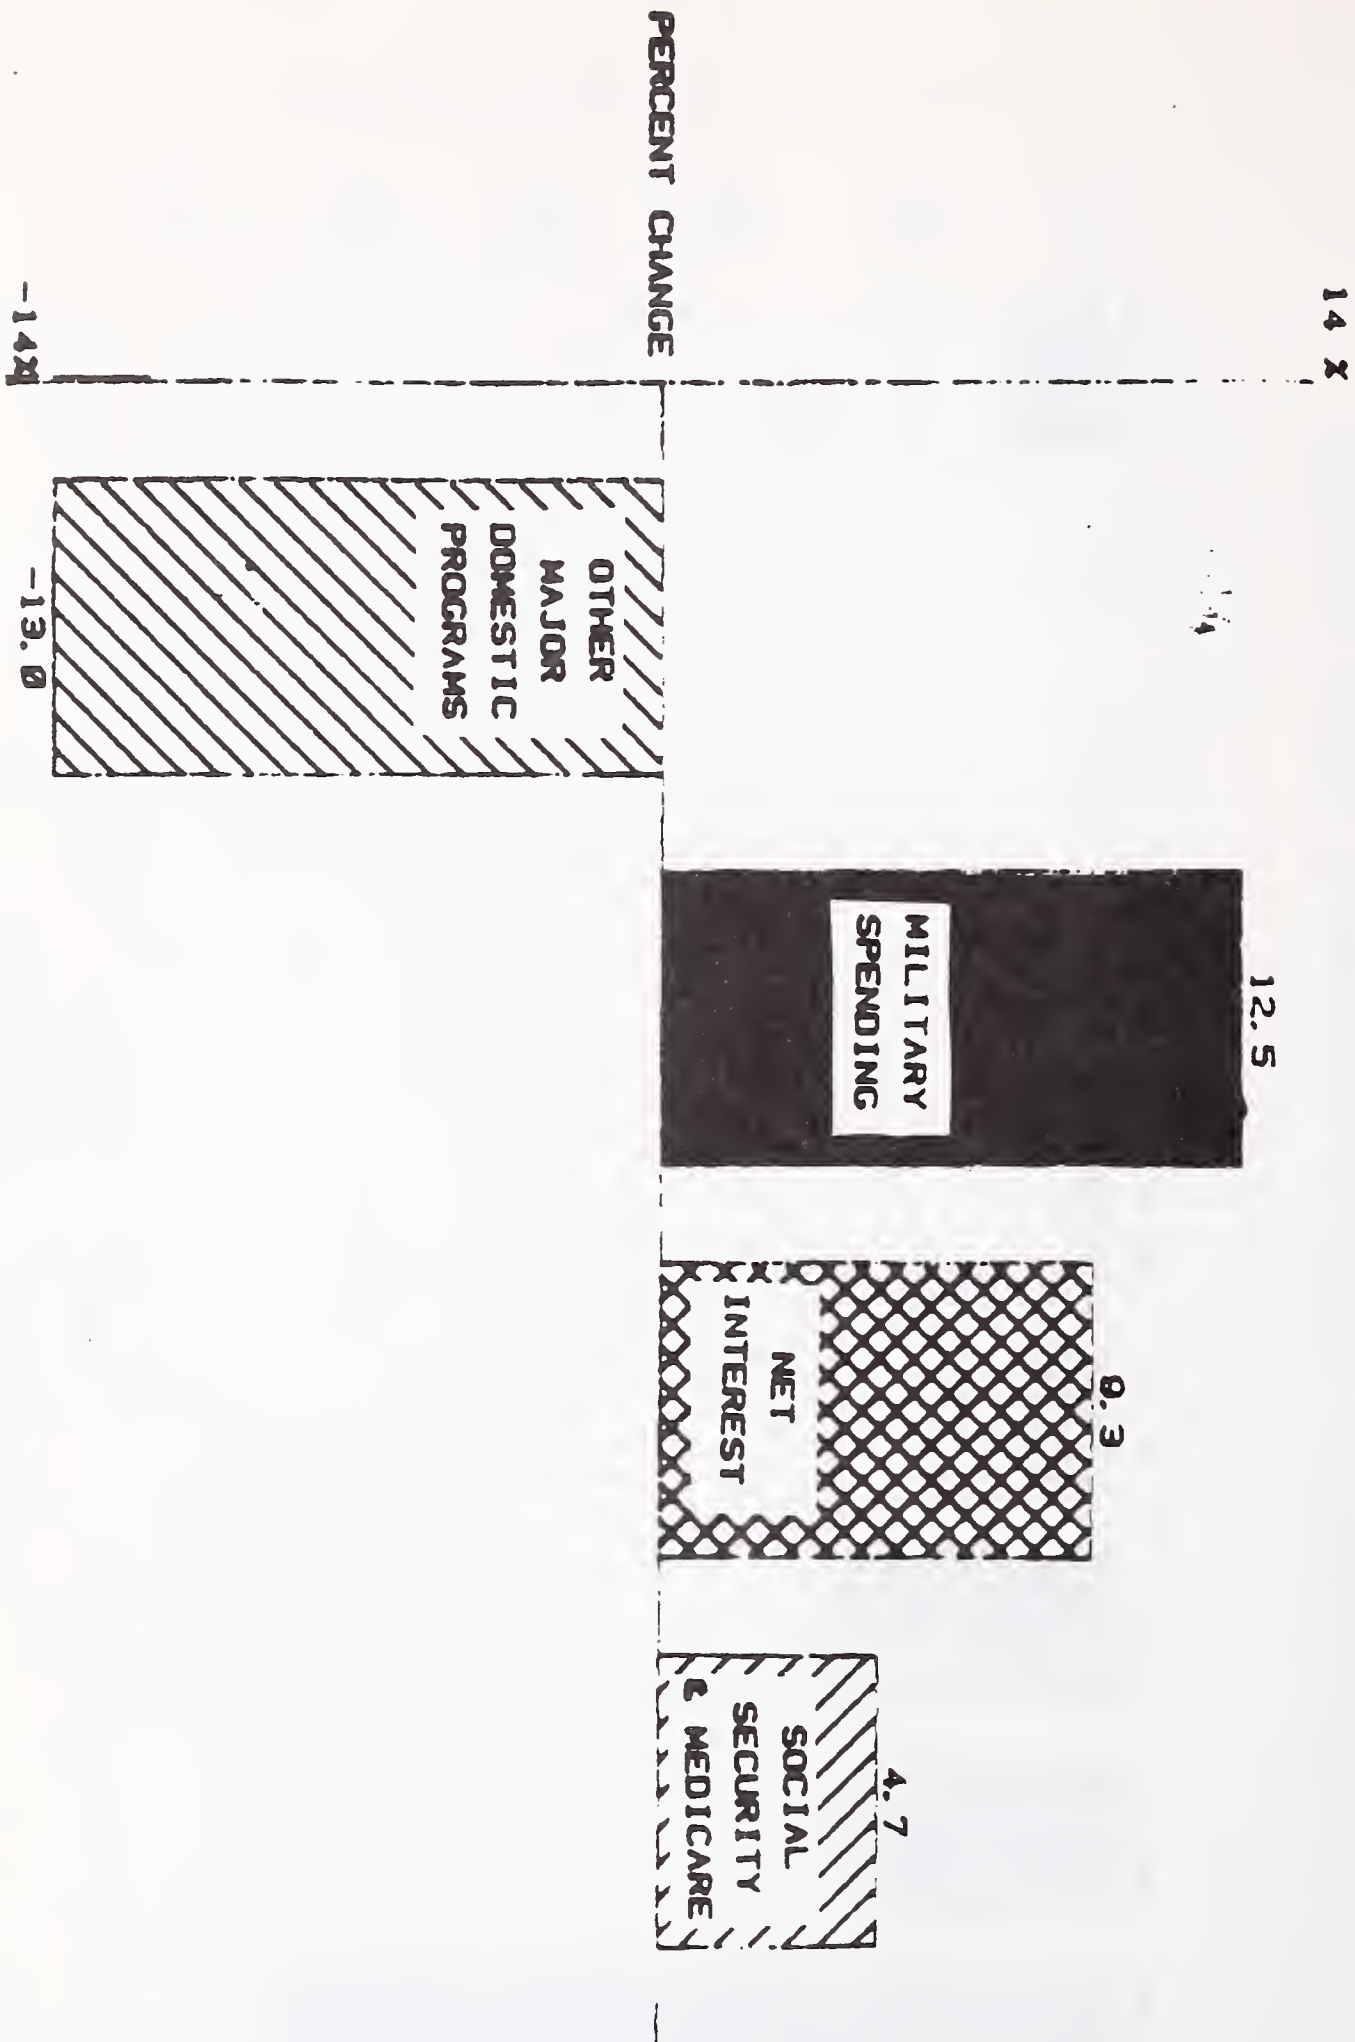 14 %
12.5
9.3
MILITARY
SPENDING
4.7
SOCIAL
SECURITY
& MEDICARE
NET
INTEREST
PERCENT CHANGE
OTHER
MAJOR
DOMESTIC
PROGRAMS
-14%
-13.0